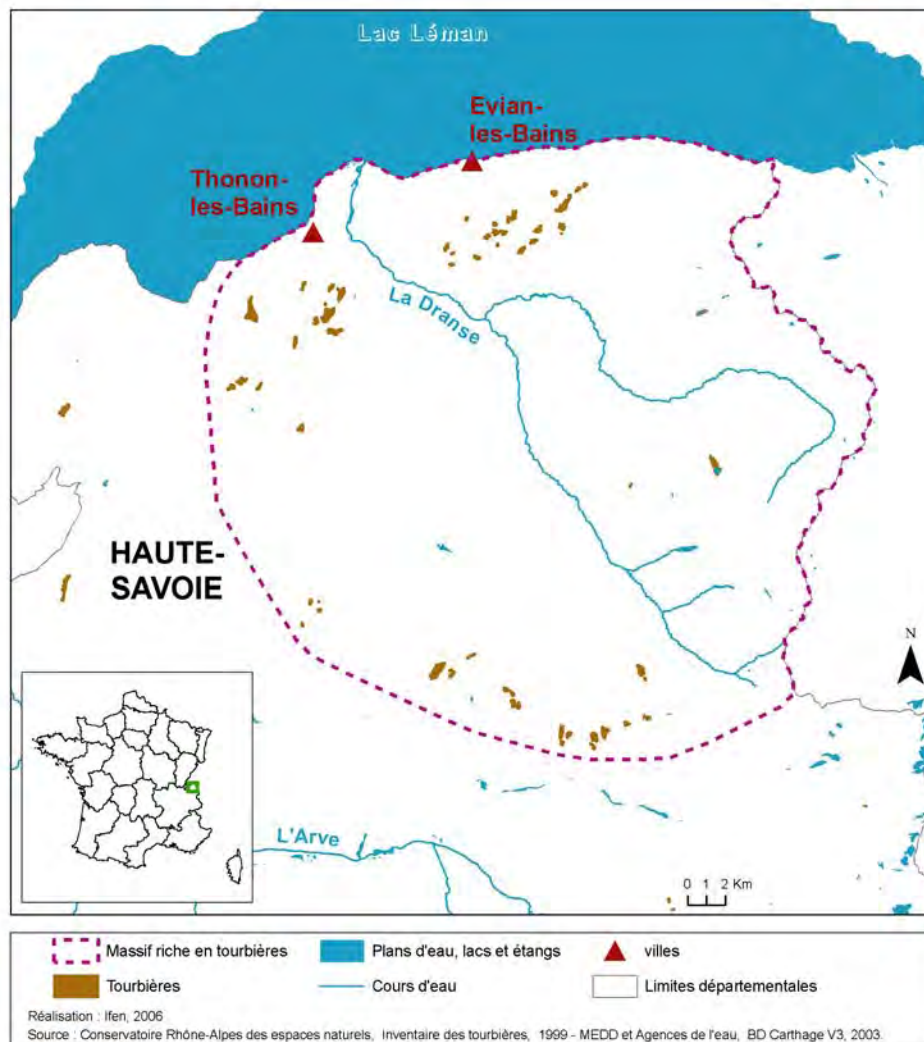 Lac Léman
Evian-
les-Bains
Thonon-
les-Bains
La Dranse
HAUTE-
SAVOIE
N
L'Arve
0 1 2 Km
Massif riche en tourbières
Plans d'eau, lacs et étangs
villes
Tourbières
Cours d'eau
Limites départementales
Réalisation : Ifen, 2006
Source : Conservatoire Rhône-Alpes des espaces naturels, Inventaire des tourbières, 1999 - MEDD et Agences de l'eau, BD Carthage V3, 2003.